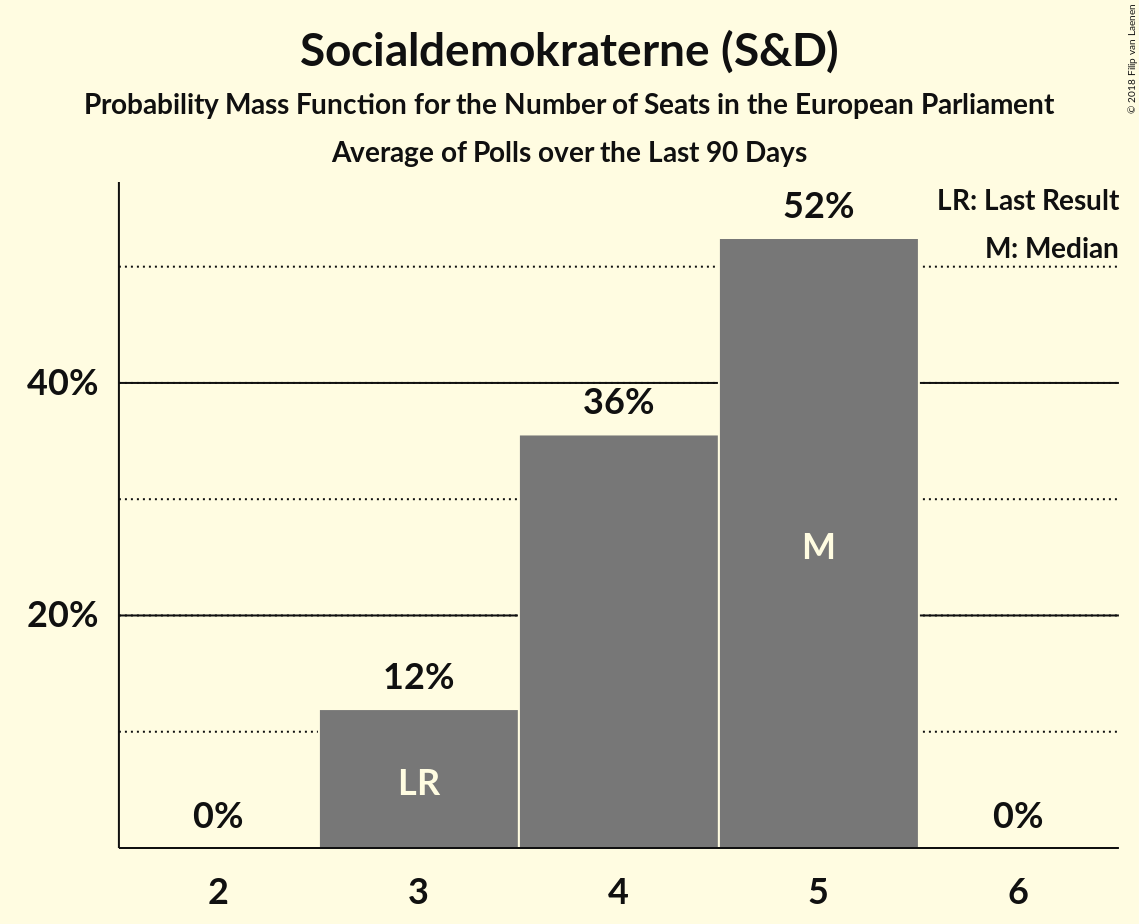 Socialdemokraterne (S&D)
Probability Mass Function for the Number of Seats in the European Parliament
Average of Polls over the Last 90 Days
© 2018 Filip van Laenen
LR: Last Result
M: Median
52%
40%
36%
M
20%
12%
LR
0%
0%
2
3
4
5
6